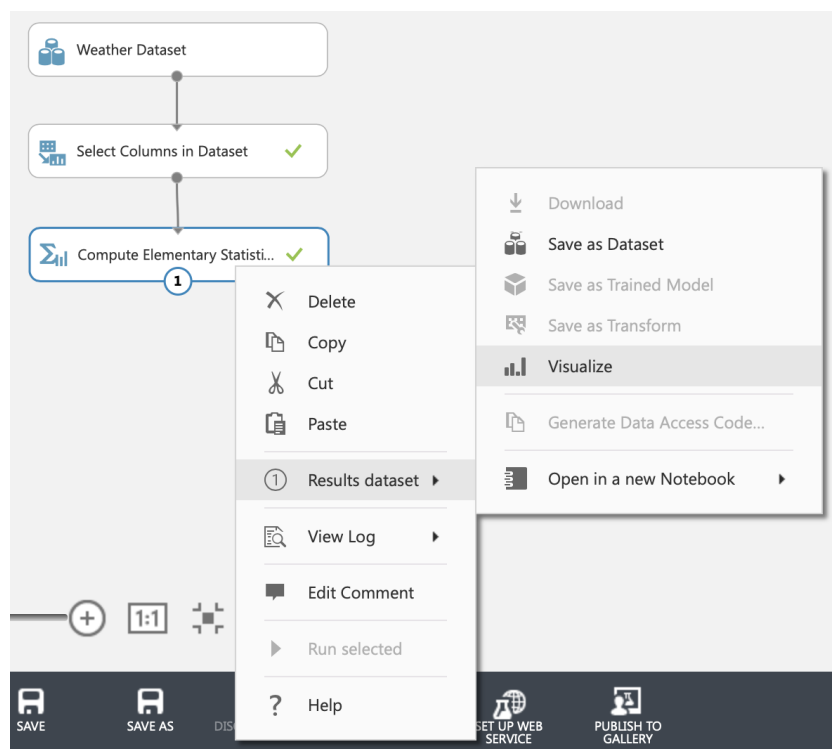 Weather Dataset
Select Columns in Dataset
Compute Elementary Statisti...
1
Delete
Copy
Cut
Paste
1 Results dataset
View Log
Edit Comment
Run selected
Help
Download
Save as Dataset
Save as Trained Model
Save as Transform
Visualize
Generate Data Access Code...
Open in a new Notebook
1:1
SAVE
SAVE AS
SET UP WEB
SERVICE
PUBLISH TO
GALLERY